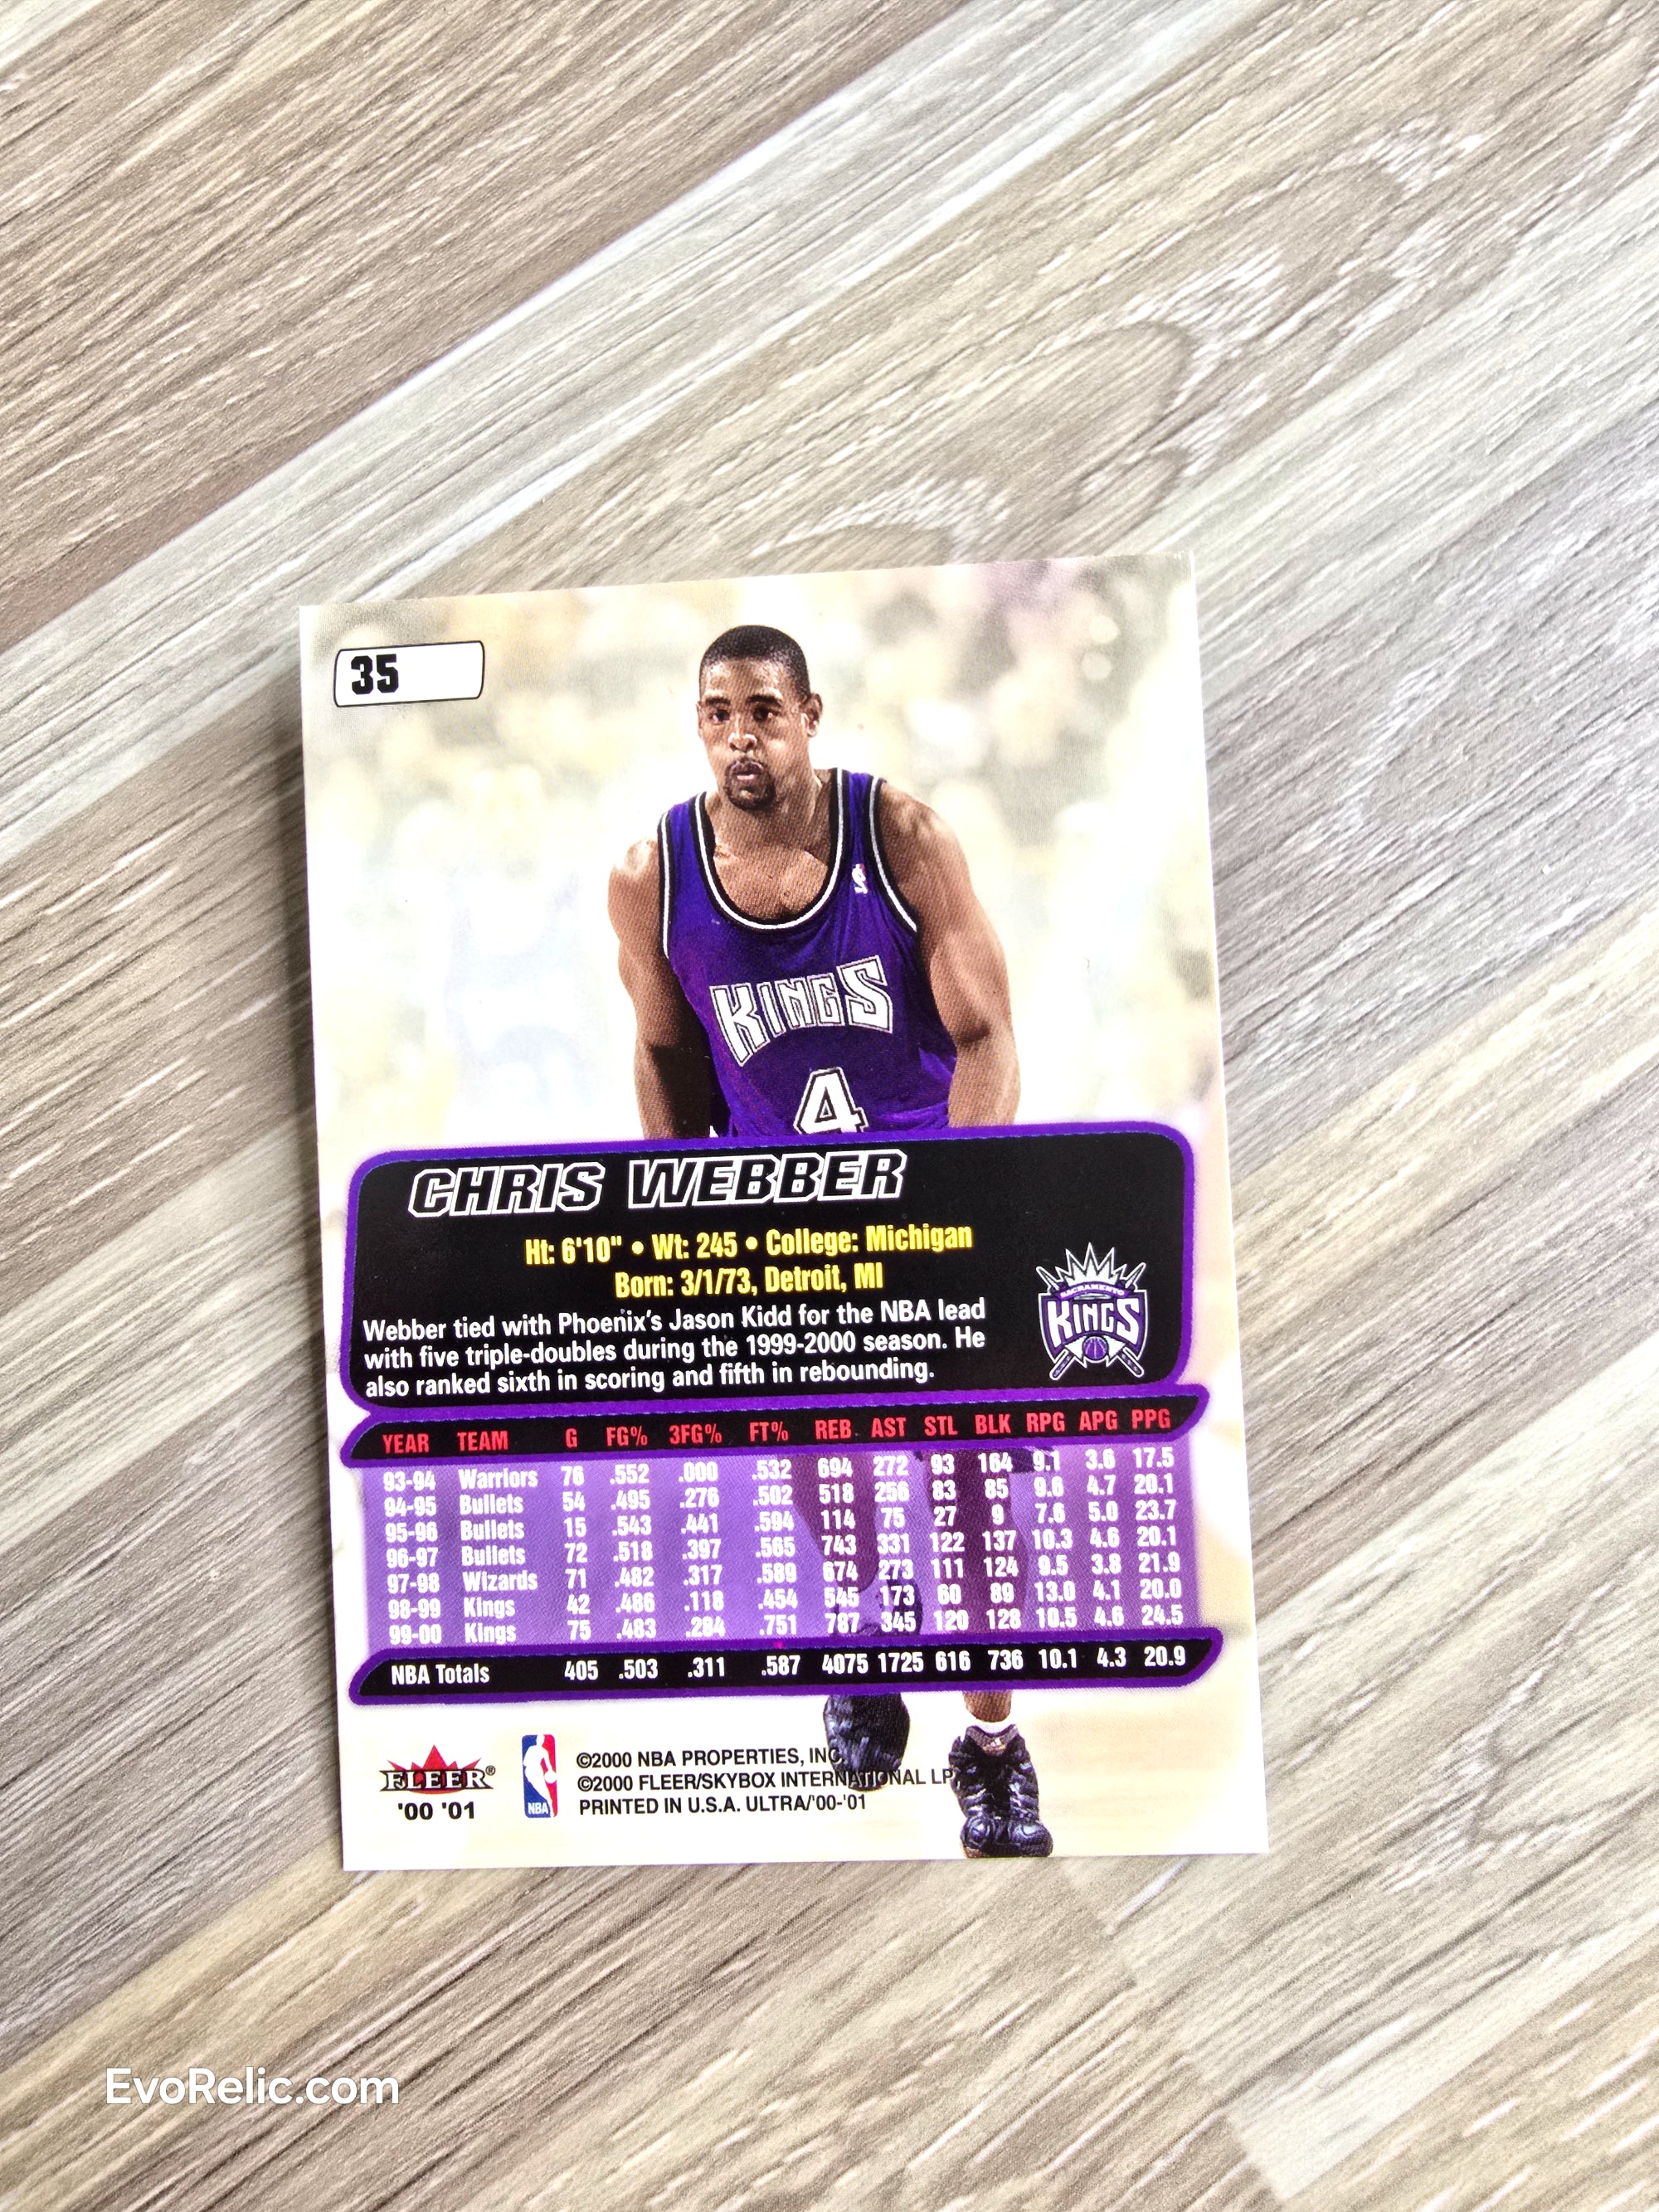 35
KINGS
4
CHRIS WEBBER
Ht: 6'10" • Wt: 245 • College: Michigan
Born: 3/1/73, Detroit, MI
Webber tied with Phoenix's Jason Kidd for the NBA lead
with five triple-doubles during the 1999-2000 season. He
also ranked sixth in scoring and fifth in rebounding.
SACRAMENTO
KINGS
YEAR TEAM G FG% 3FG% FT% REB AST STL BLK RPG APG PPG
93-94 Warriors 76 .552 .000 .532 694 272 93 164 9.1 3.6 17.5
94-95 Bullets 54 .495 .276 .502 518 256 83 85 9.6 4.7 20.1
95-96 Bullets 15 .543 .441 .594 114 75 27 9 7.6 5.0 23.7
96-97 Bullets 72 .518 .397 .565 743 331 122 137 10.3 4.6 20.1
97-98 Wizards 71 .482 .317 .589 674 273 111 124 9.5 3.8 21.9
98-99 Kings 42 .486 .118 .454 545 173 60 89 13.0 4.1 20.0
99-00 Kings 75 .483 .284 .751 787 345 120 128 10.5 4.6 24.5
NBA Totals 405 .503 .311 .587 4075 1725 616 736 10.1 4.3 20.9
FLEER®
'00 '01
NBA
©2000 NBA PROPERTIES, INC.
©2000 FLEER/SKYBOX INTERNATIONAL LP
PRINTED IN U.S.A. ULTRA/'00-'01
EvoRelic.com